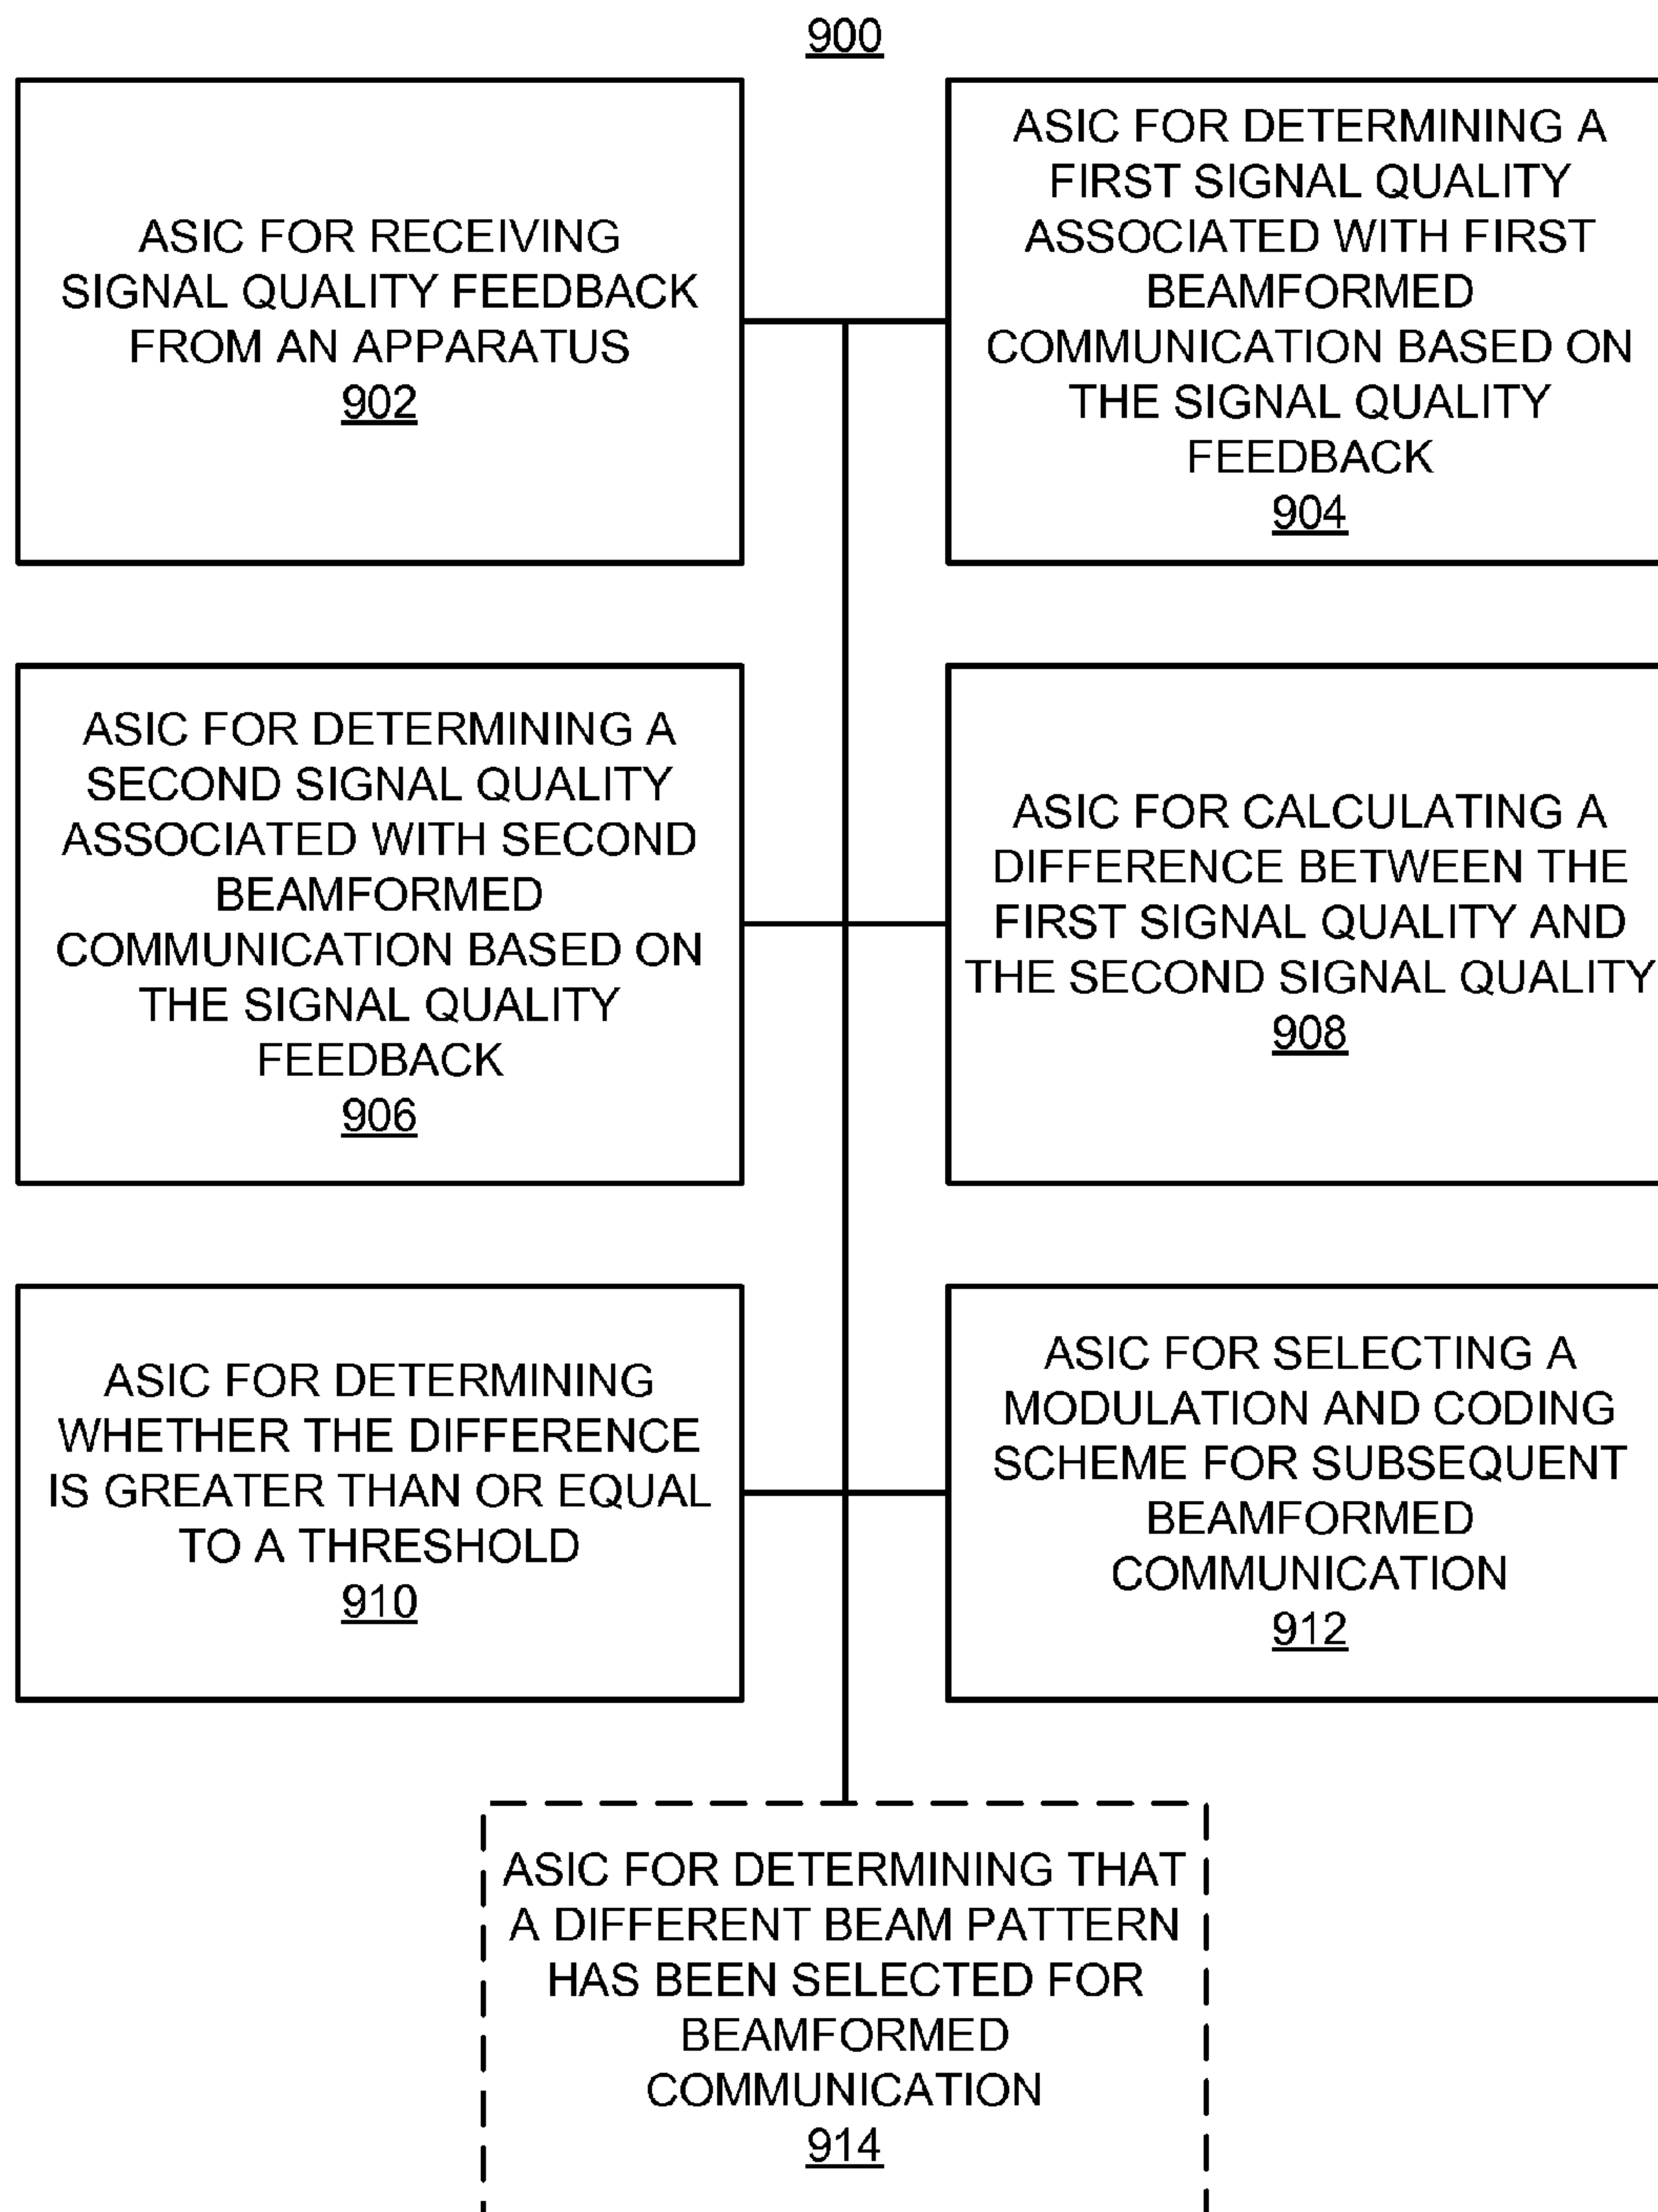 900
ASIC FOR RECEIVING
SIGNAL QUALITY FEEDBACK
FROM AN APPARATUS
902
ASIC FOR DETERMINING A
FIRST SIGNAL QUALITY
ASSOCIATED WITH FIRST
BEAMFORMED
COMMUNICATION BASED ON
THE SIGNAL QUALITY
FEEDBACK
904
ASIC FOR DETERMINING A
SECOND SIGNAL QUALITY
ASSOCIATED WITH SECOND
BEAMFORMED
COMMUNICATION BASED ON
THE SIGNAL QUALITY
FEEDBACK
906
ASIC FOR CALCULATING A
DIFFERENCE BETWEEN THE
FIRST SIGNAL QUALITY AND
THE SECOND SIGNAL QUALITY
908
ASIC FOR DETERMINING
WHETHER THE DIFFERENCE
IS GREATER THAN OR EQUAL
TO A THRESHOLD
910
ASIC FOR SELECTING A
MODULATION AND CODING
SCHEME FOR SUBSEQUENT
BEAMFORMED
COMMUNICATION
912
ASIC FOR DETERMINING THAT
A DIFFERENT BEAM PATTERN
HAS BEEN SELECTED FOR
BEAMFORMED
COMMUNICATION
914